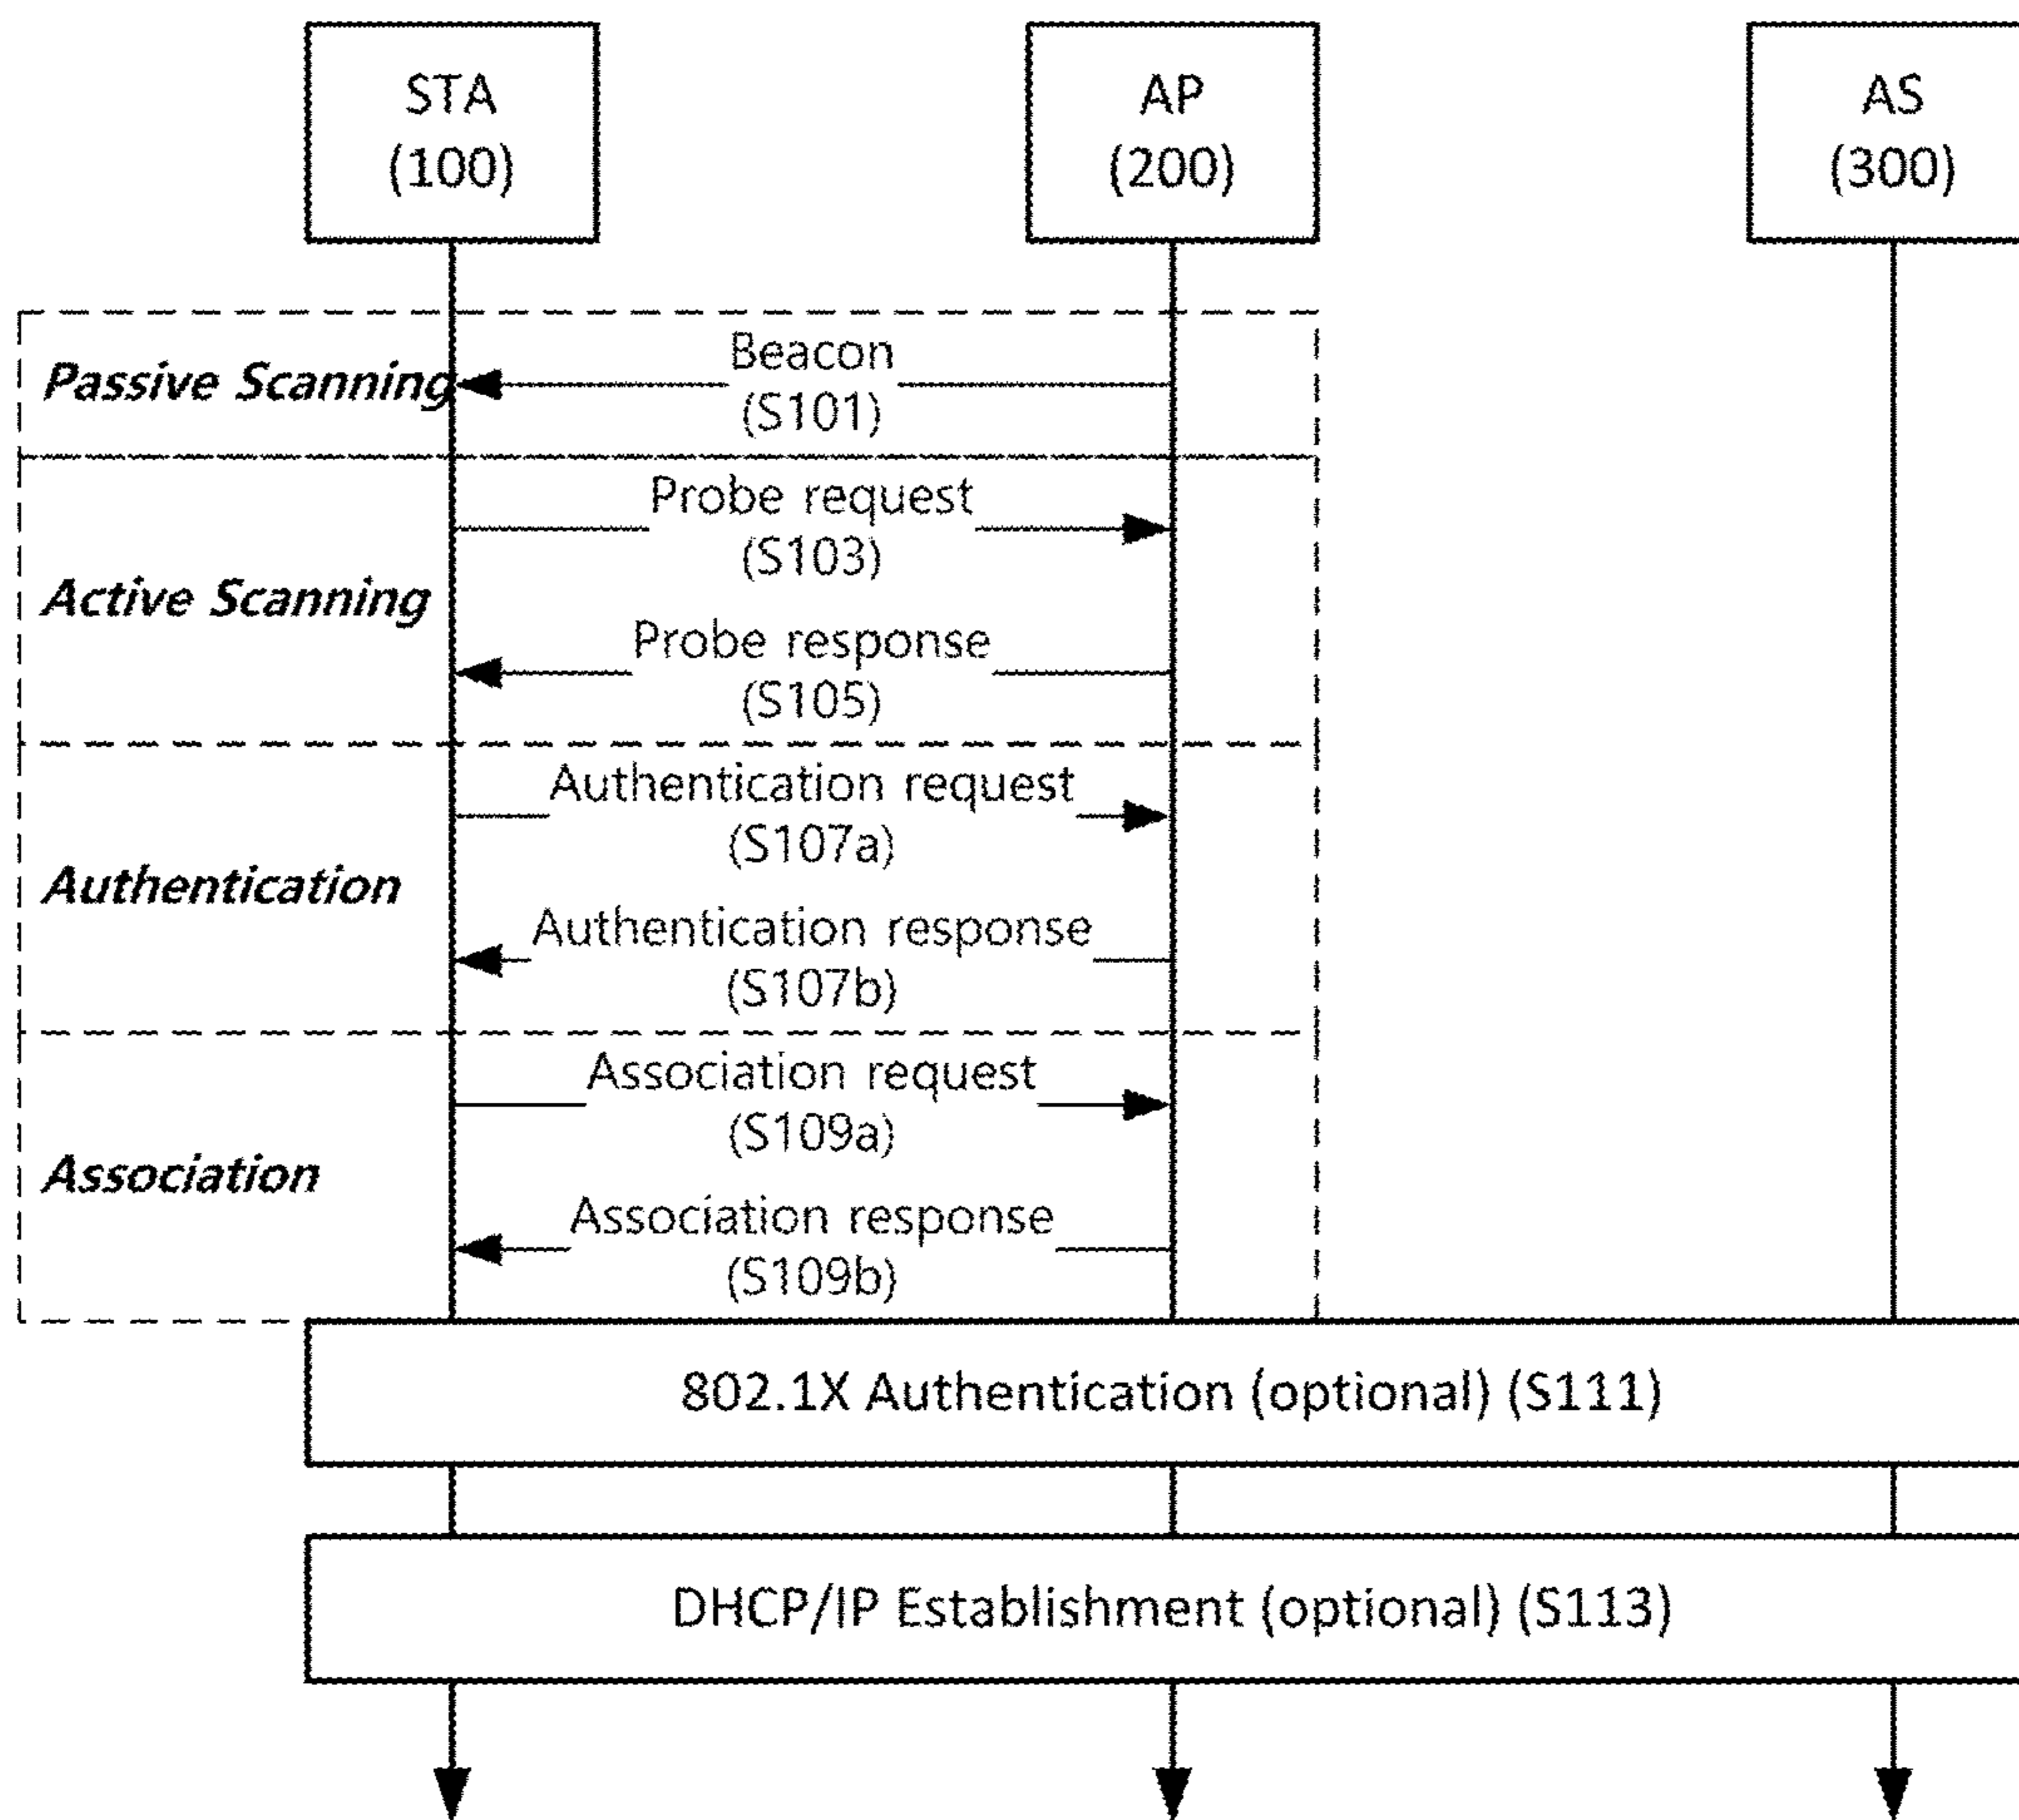 STA
(100)
AP
(200)
AS
(300)
Passive Scanning
Beacon
(S101)
Active Scanning
Probe request
(S103)
Probe response
(S105)
Authentication
Authentication request
(S107a)
Authentication response
(S107b)
Association
Association request
(S109a)
Association response
(S109b)
802.1X Authentication (optional) (S111)
DHCP/IP Establishment (optional) (S113)